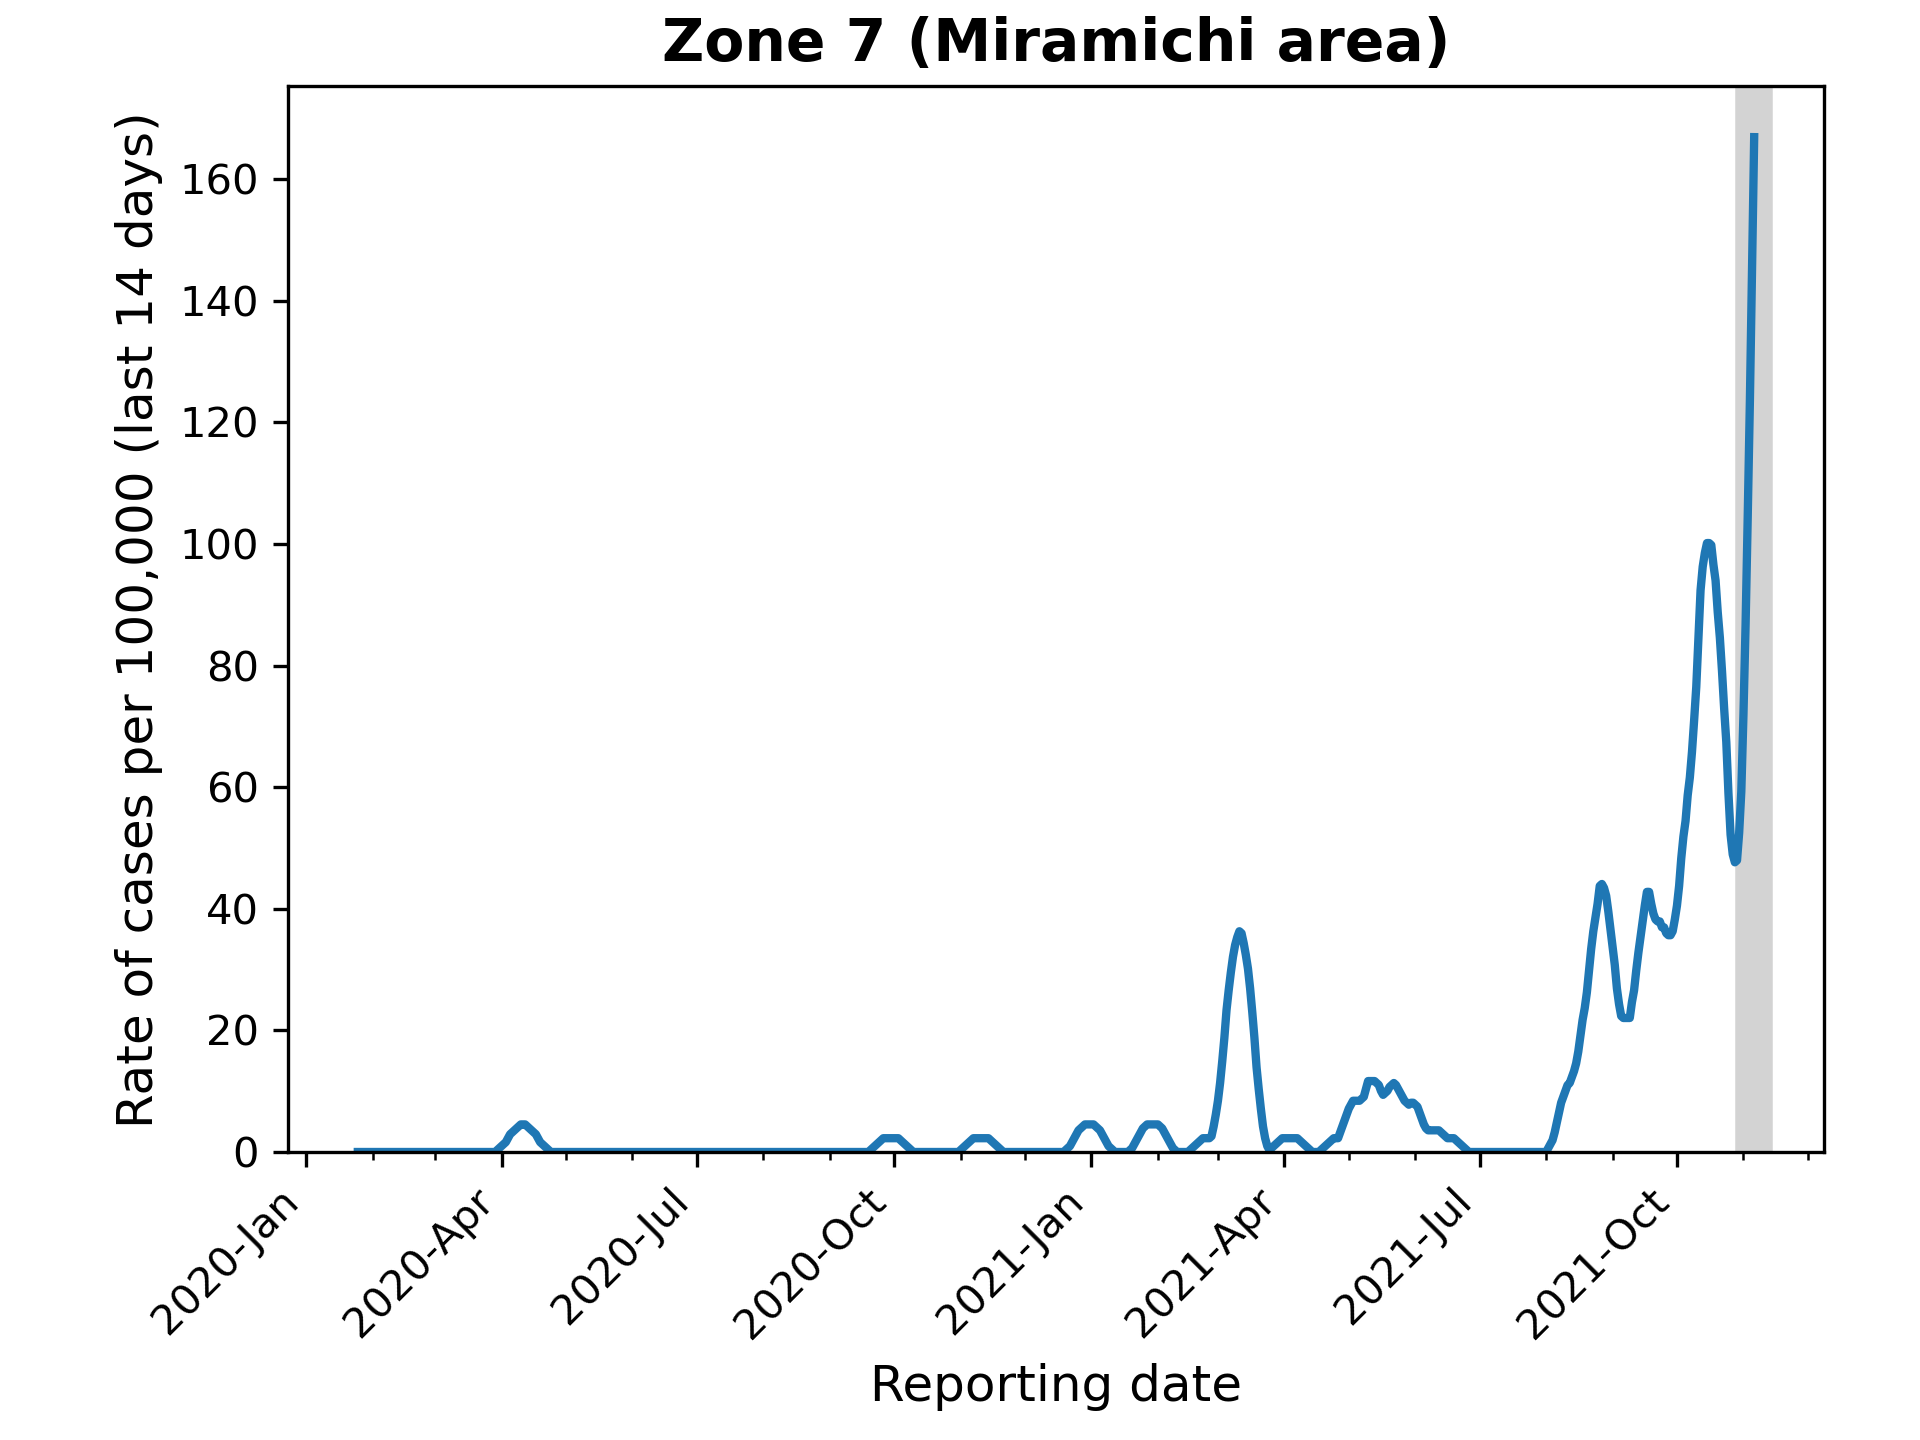 Zone 7 (Miramichi area)
Rate of cases per 100,000 (last 14 days)
160
140
120
100
80
60
40
20
0
2020-Jan
2020-Apr
2020-Jul
2020-Oct
2021-Jan
2021-Apr
2021-Jul
2021-Oct
Reporting date